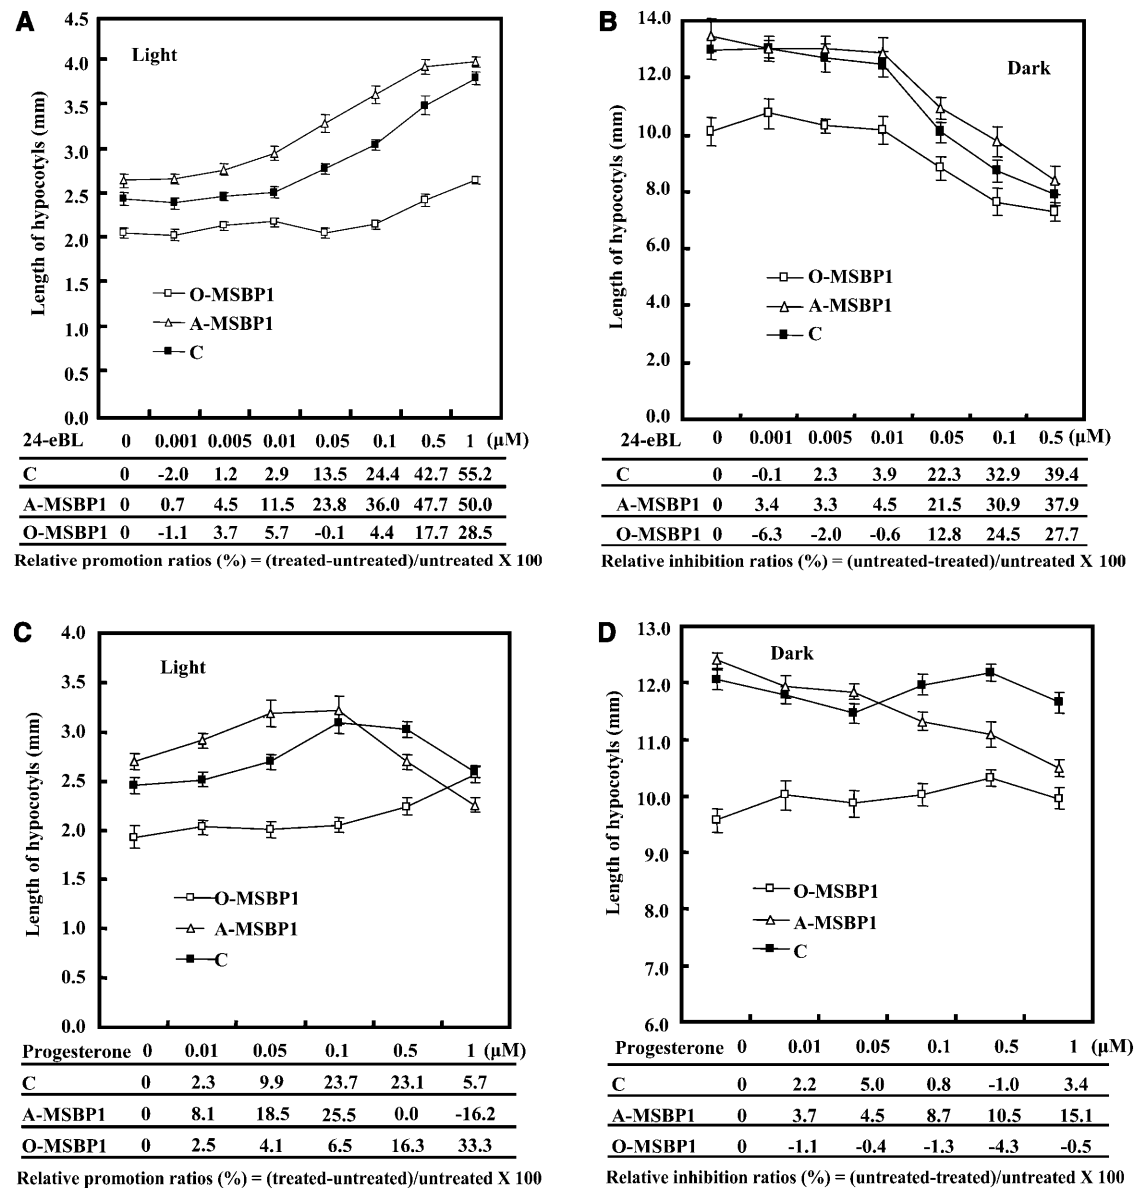 A
4.5
4.0
3.5
3.0
2.5
2.0
1.5
1.0
0.5
0.0
Length of hypocotyls (mm)
Light
O-MSBP1
A-MSBP1
C
24-eBL 0 0.001 0.005 0.01 0.05 0.1 0.5 1 (μM)
C 0 -2.0 1.2 2.9 13.5 24.4 42.7 55.2
A-MSBP1 0 0.7 4.5 11.5 23.8 36.0 47.7 50.0
O-MSBP1 0 -1.1 3.7 5.7 -0.1 4.4 17.7 28.5
Relative promotion ratios (%) = (treated-untreated)/untreated X 100
B
14.0
12.0
10.0
8.0
6.0
4.0
2.0
0.0
Length of hypocotyls (mm)
Dark
O-MSBP1
A-MSBP1
C
24-eBL 0 0.001 0.005 0.01 0.05 0.1 0.5 (μM)
C 0 -0.1 2.3 3.9 22.3 32.9 39.4
A-MSBP1 0 3.4 3.3 4.5 21.5 30.9 37.9
O-MSBP1 0 -6.3 -2.0 -0.6 12.8 24.5 27.7
Relative inhibition ratios (%) = (untreated-treated)/untreated X 100
C
4.0
3.5
3.0
2.5
2.0
1.5
1.0
0.5
0.0
Length of hypocotyls (mm)
Light
O-MSBP1
A-MSBP1
C
Progesterone 0 0.01 0.05 0.1 0.5 1 (μM)
C 0 2.3 9.9 23.7 23.1 5.7
A-MSBP1 0 8.1 18.5 25.5 0.0 -16.2
O-MSBP1 0 2.5 4.1 6.5 16.3 33.3
Relative promotion ratios (%) = (treated-untreated)/untreated X 100
D
13.0
12.0
11.0
10.0
9.0
8.0
7.0
6.0
Length of hypocotyls (mm)
Dark
O-MSBP1
A-MSBP1
C
Progesterone 0 0.01 0.05 0.1 0.5 1 (μM)
C 0 2.2 5.0 0.8 -1.0 3.4
A-MSBP1 0 3.7 4.5 8.7 10.5 15.1
O-MSBP1 0 -1.1 -0.4 -1.3 -4.3 -0.5
Relative inhibition ratios (%) = (untreated-treated)/untreated X 100